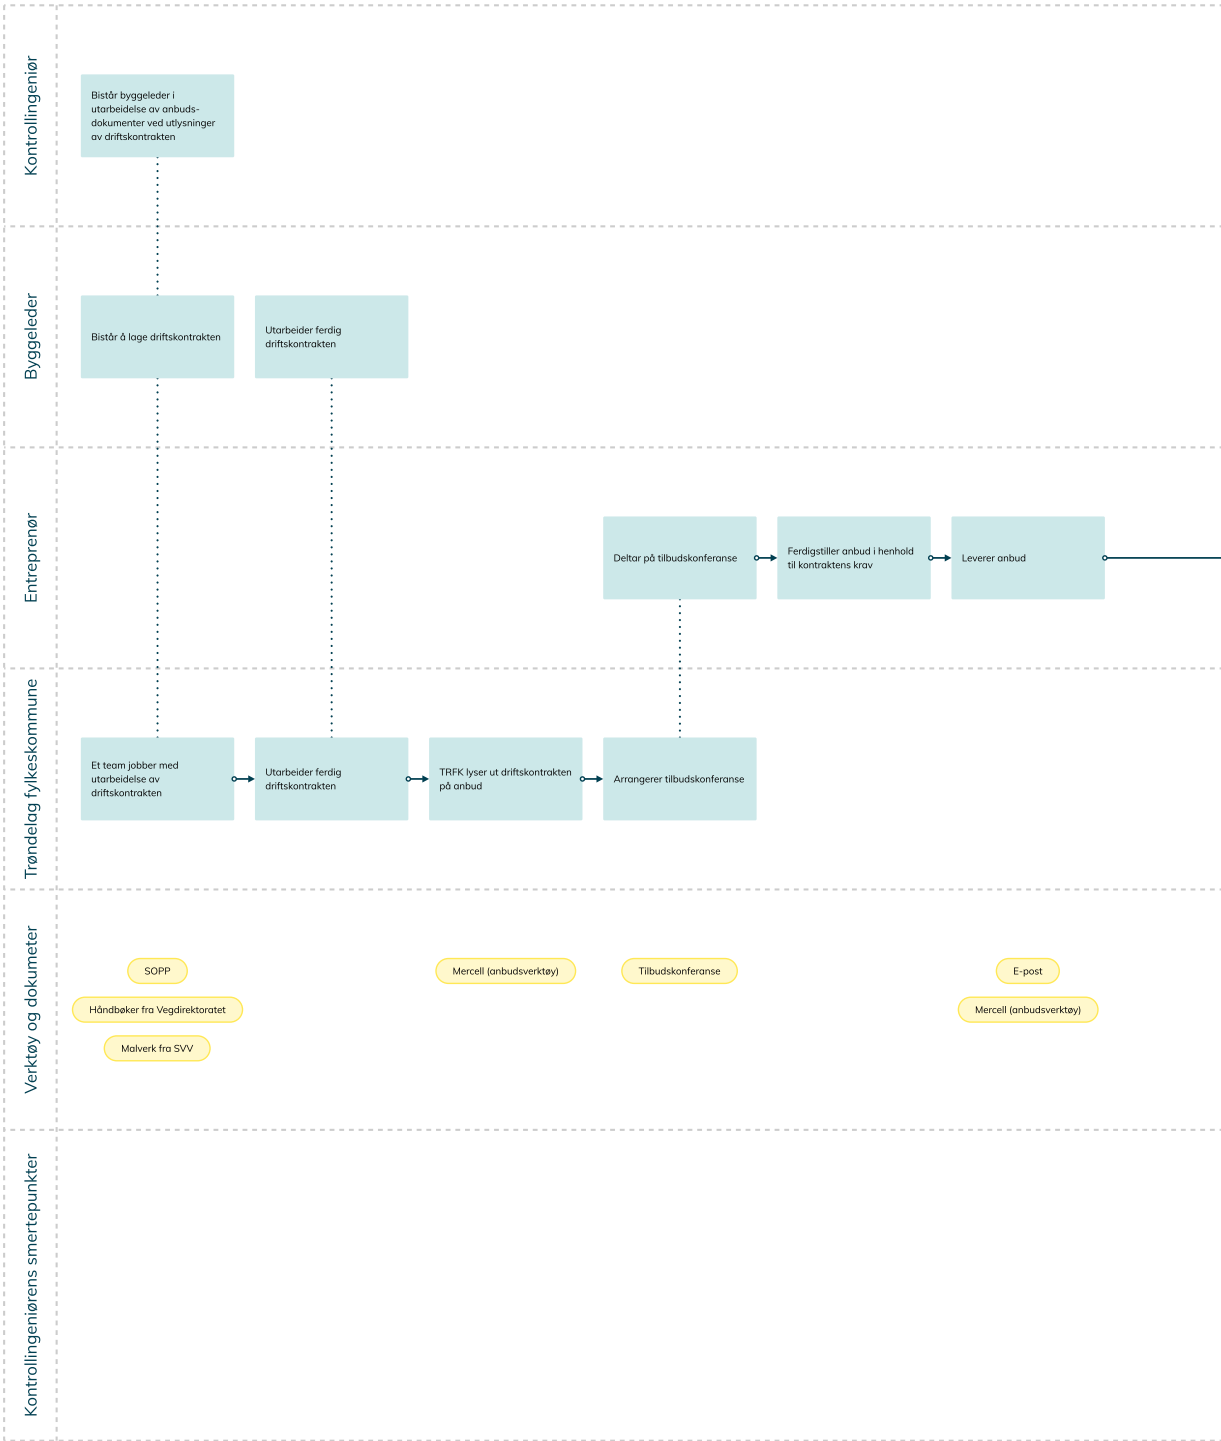 Kontrollingeniør
Bistår byggeleder i
utarbeidelse av anbuds-
dokumenter ved utlysninger
av driftskontrakten
Byggeleder
Bistår å lage driftskontrakten
Utarbeider ferdig
driftskontrakten
Entreprenør
Deltar på tilbudskonferanse
Ferdigstiller anbud i henhold
til kontraktens krav
Leverer anbud
Trøndelag fylkeskommune
Et team jobber med
utarbeidelse av
driftskontrakten
Utarbeider ferdig
driftskontrakten
TRFK lyser ut driftskontrakten
på anbud
Arrangerer tilbudskonferanse
Verktøy og dokumeter
SOPP
Håndbøker fra Vegdirektoratet
Malverk fra SVV
Mercell (anbudsverktøy)
Tilbudskonferanse
E-post
Mercell (anbudsverktøy)
Kontrollingeniørens smertepunkter